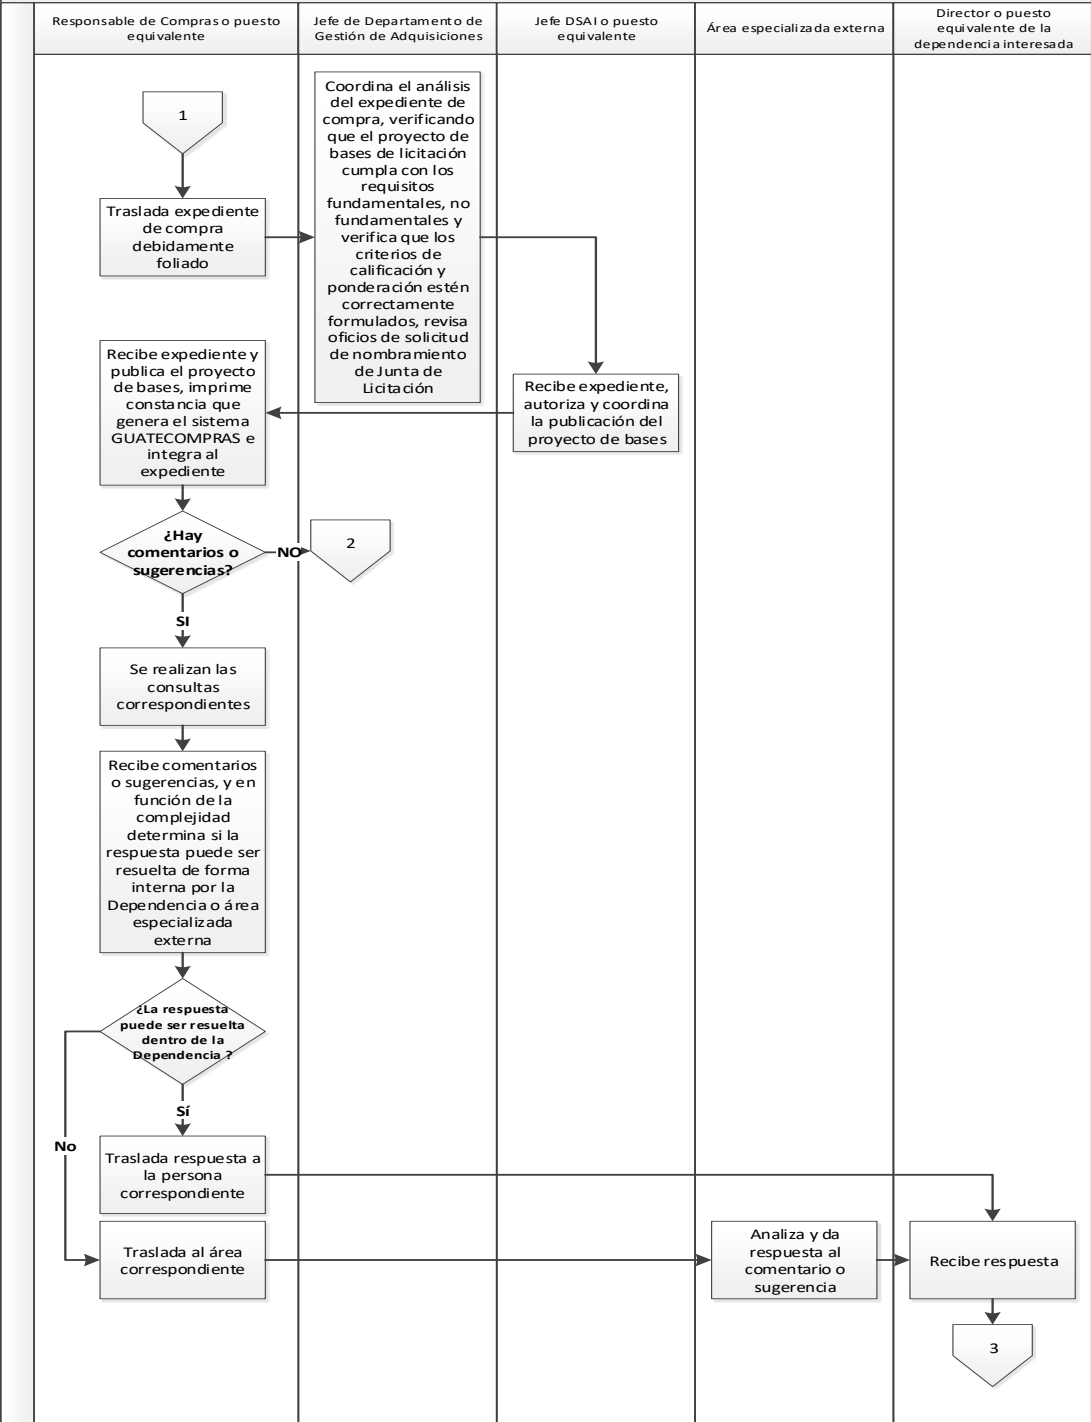 Responsable de Compras o puesto
equivalente
Jefe de Departamento de
Gestión de Adquisiciones
Jefe DSAI o puesto
equivalente
Área especializada externa
Director o puesto
equivalente de la
dependencia interesada
1
Traslada expediente
de compra
debidamente
foliado
Coordina el análisis
del expediente de
compra, verificando
que el proyecto de
bases de licitación
cumpla con los
requisitos
fundamentales, no
fundamentales y
verifica que los
criterios de
calificación y
ponderación estén
correctamente
formulados, revisa
oficios de solicitud
de nombramiento
de Junta de
Licitación
Recibe expediente,
autoriza y coordina
la publicación del
proyecto de bases
Recibe expediente y
publica el proyecto
de bases, imprime
constancia que
genera el sistema
GUATECOMPRAS e
integra al
expediente
¿Hay
comentarios o
sugerencias?
NO
2
SI
Se realizan las
consultas
correspondientes
Recibe comentarios
o sugerencias, y en
función de la
complejidad
determina si la
respuesta puede ser
resuelta de forma
interna por la
Dependencia o área
especializada
externa
¿La respuesta
puede ser resuelta
dentro de la
Dependencia ?
Sí
No
Traslada respuesta a
la persona
correspondiente
Traslada al área
correspondiente
Analiza y da
respuesta al
comentario o
sugerencia
Recibe respuesta
3